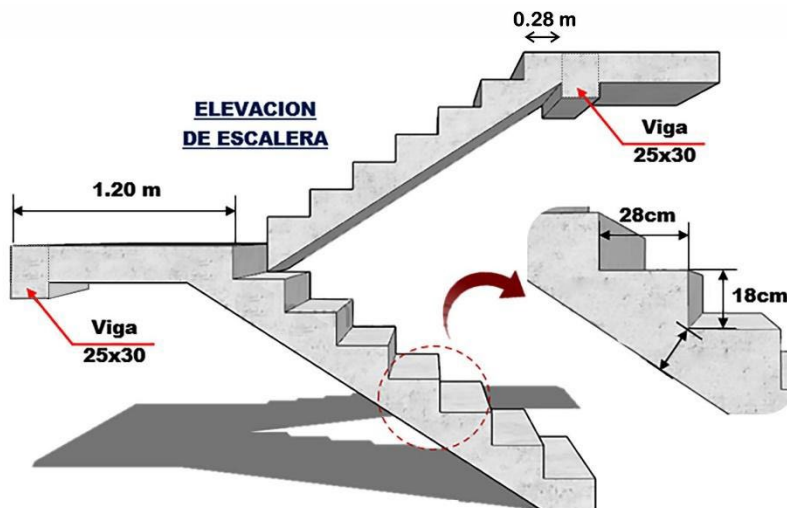 0.28 m
ELEVACION
DE ESCALERA
Viga
25x30
1.20 m
28cm
18cm
Viga
25x30